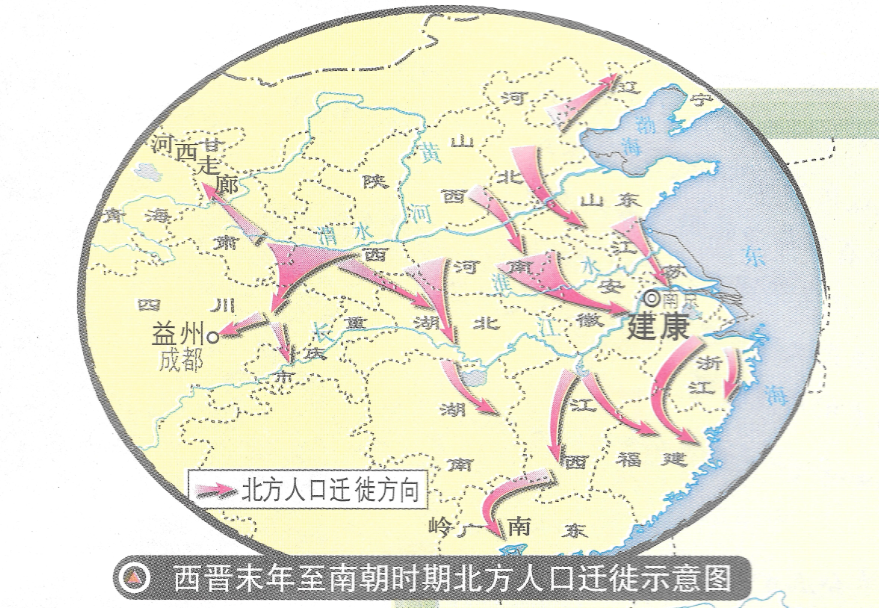 河
辽
宁
渤
海
河西走廊
甘
肃
山
西
黄
河
北
陕
西
山东
青海
渭水
江
苏
河南
淮水
安
徽
四川
重
庆
市
湖北
长江
南京
建康
益州
成都
东
海
浙
江
湖
南
江
西
福建
岭南
广
东
北方人口迁徙方向
西晋末年至南朝时期北方人口迁徙示意图